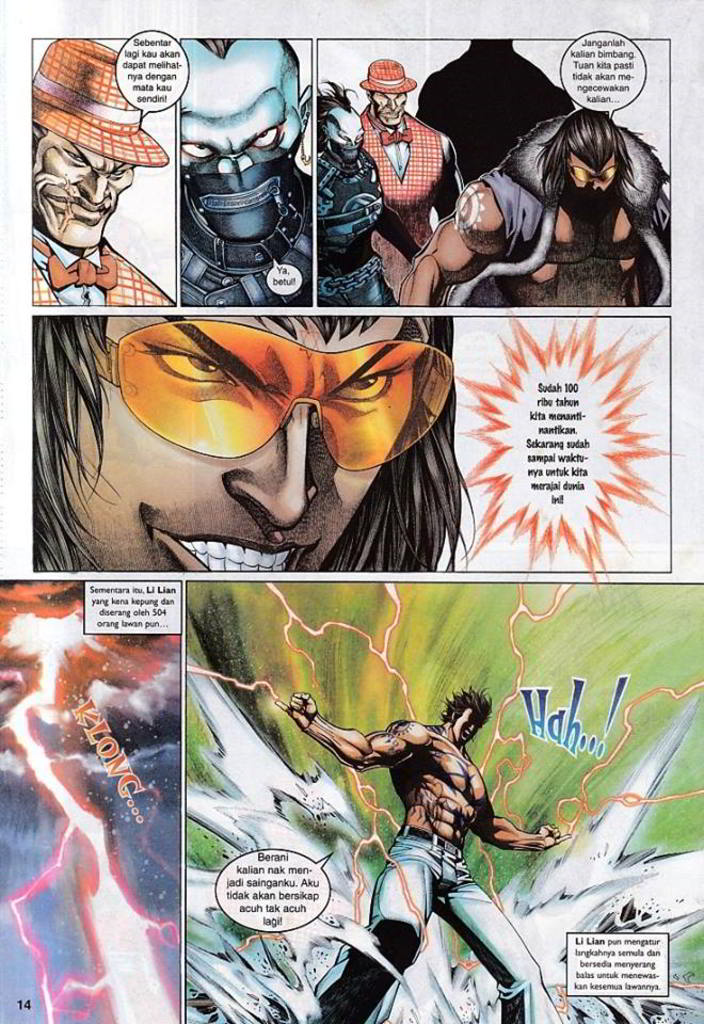 Sebentar
lagi kau akan
dapat melihat-
nya dengan
mata kau
sendiri!
Ya,
betul!
Janganlah
kalian bimbang.
Tuan kita pasti
tidak akan me-
ngecewakan
kalian...
Sudah 100
ribu tahun
kita menanti-
nantikan.
Sekarang sudah
sampai waktu-
nya untuk kita
merajai dunia
ini!
Sementara itu, Li Lian
yang kena kepung dan
diserang oleh 504
orang lawan pun...
KLONG...
Hah...!
Berani
kalian nak men-
jadi sainganku. Aku
tidak akan bersikap
acuh tak acuh
lagi!
Li Lian pun mengatur
langkahnya semula dan
bersedia menyerang
balas untuk menewas-
kan kesemua lawannya.
14